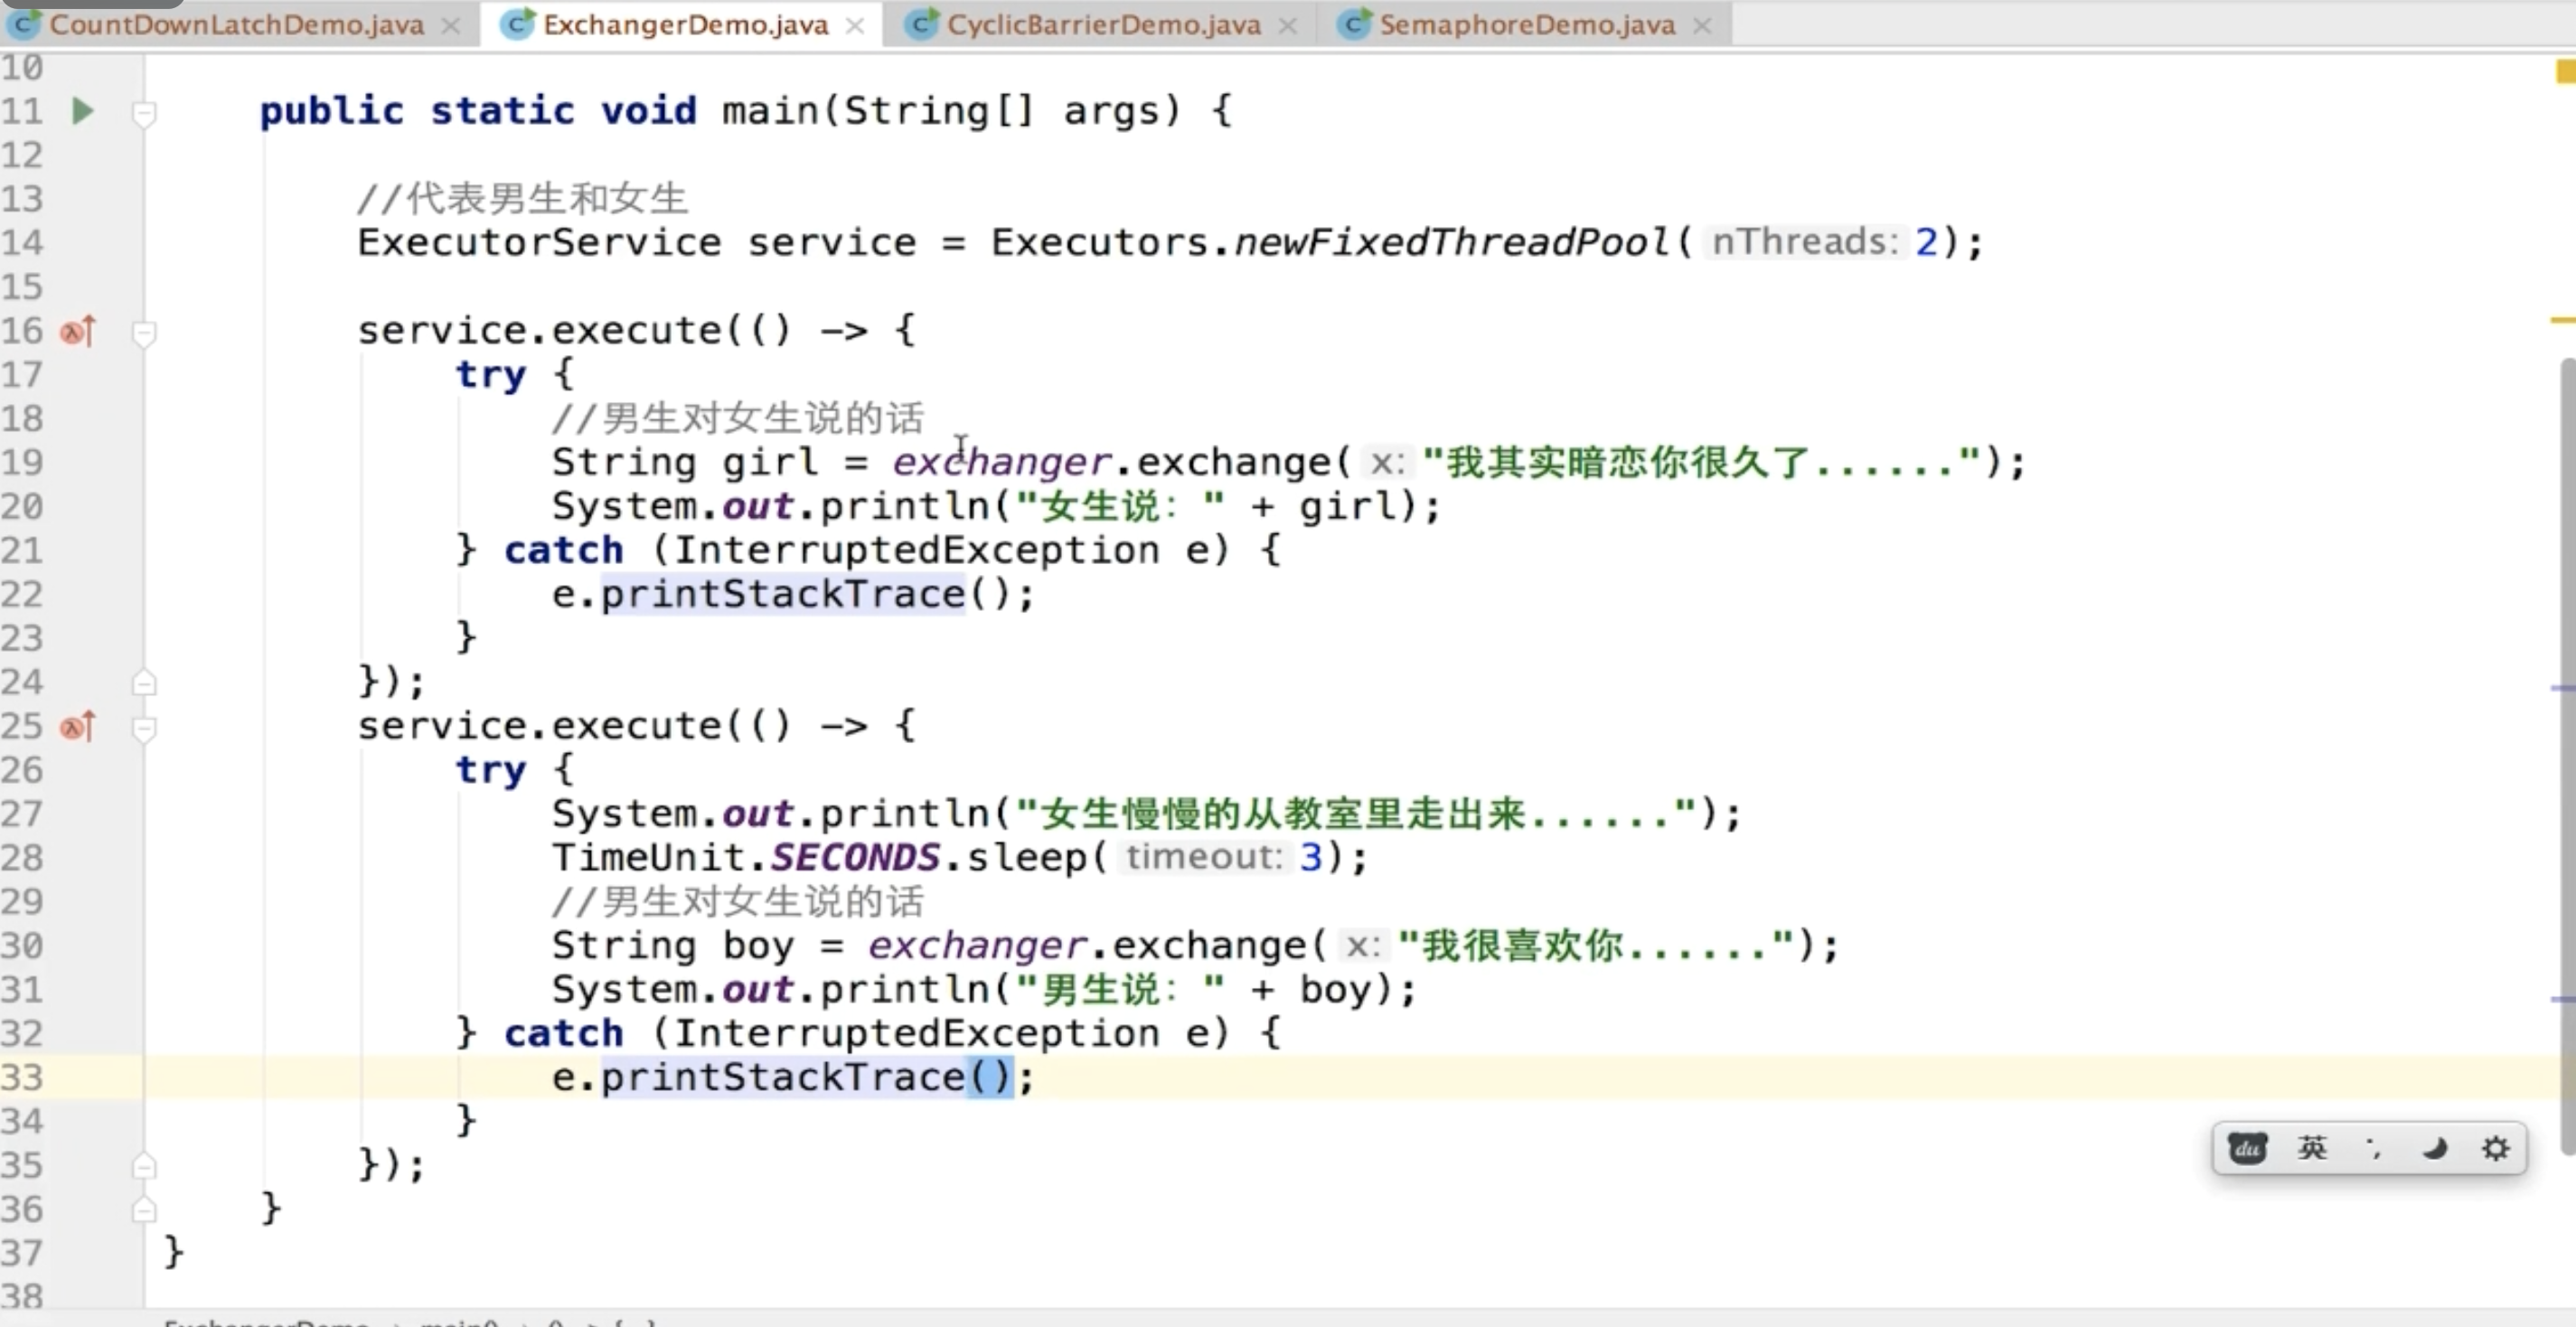 CountDownLatchDemo.java ExchangerDemo.java CyclicBarrierDemo.java SemaphoreDemo.java
10
11 public static void main(String[] args) {
12
13 //代表男生和女生
14 ExecutorService service = Executors.newFixedThreadPool( nThreads: 2);
15
16 service.execute(() -> {
17 try {
18 //男生对女生说的话
19 String girl = exchanger.exchange( x: "我其实暗恋你很久了......");
20 System.out.println("女生说：" + girl);
21 } catch (InterruptedException e) {
22 e.printStackTrace();
23 }
24 });
25 service.execute(() -> {
26 try {
27 System.out.println("女生慢慢的从教室里走出来......");
28 TimeUnit.SECONDS.sleep( timeout: 3);
29 //男生对女生说的话
30 String boy = exchanger.exchange( x: "我很喜欢你......");
31 System.out.println("男生说：" + boy);
32 } catch (InterruptedException e) {
33 e.printStackTrace();
34 }
35 });
36 }
37 }
38
du 英